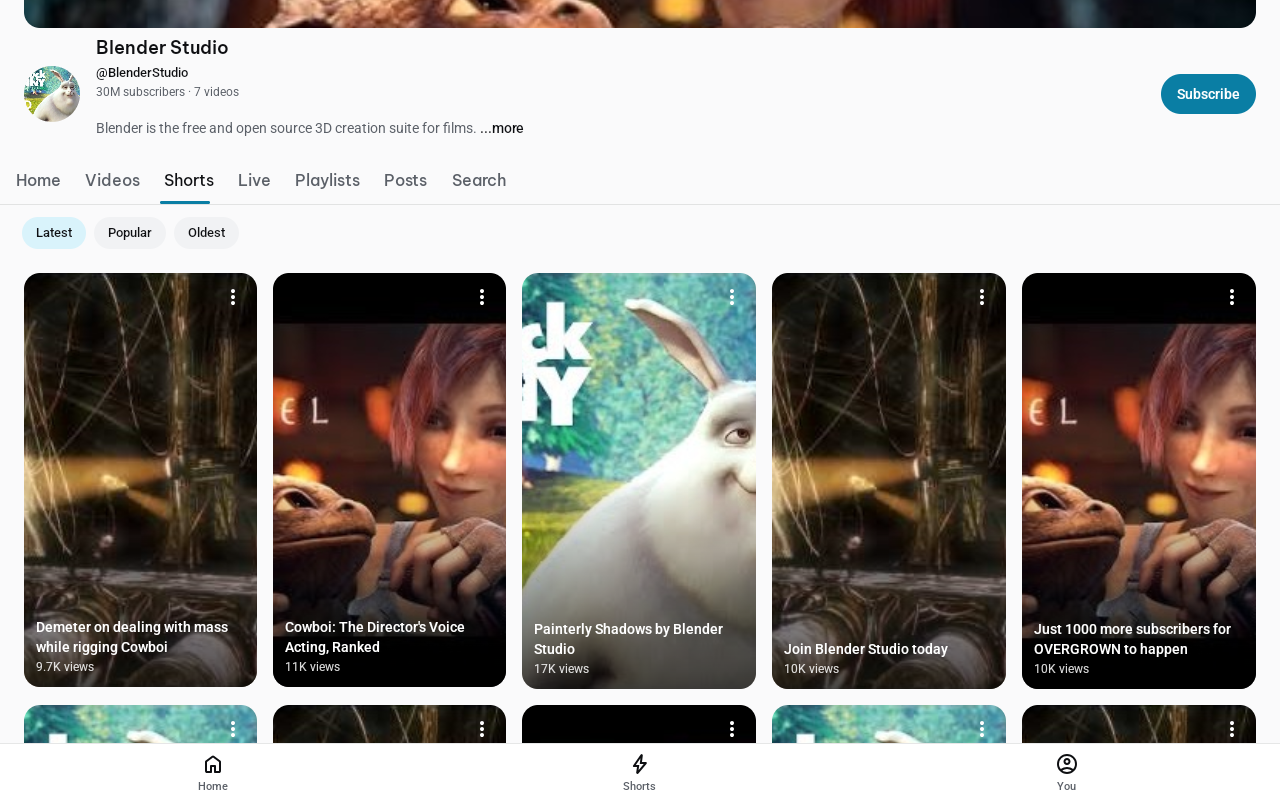 Blender Studio
@BlenderStudio
30M subscribers · 7 videos
Subscribe
Blender is the free and open source 3D creation suite for films. ...more
Home Videos Shorts Live Playlists Posts Search
Latest Popular Oldest
Demeter on dealing with mass
while rigging Cowboi
9.7K views
EL
Cowboi: The Director's Voice
Acting, Ranked
11K views
ck
NY
Painterly Shadows by Blender
Studio
17K views
Join Blender Studio today
10K views
EL
Just 1000 more subscribers for
OVERGROWN to happen
10K views
Home
Shorts
You